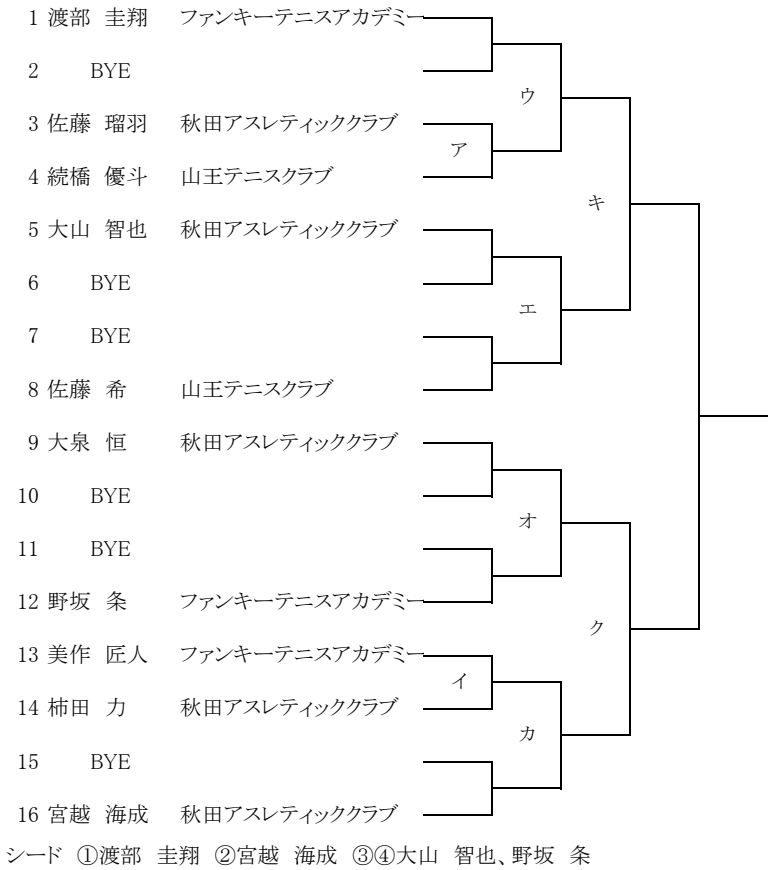 1 渡部 圭翔 ファンキーテニスアカデミー
2 BYE
ウ
3 佐藤 瑠羽 秋田アスレティッククラブ
ア
4 続橋 優斗 山王テニスクラブ
キ
5 大山 智也 秋田アスレティッククラブ
6 BYE
エ
7 BYE
8 佐藤 希 山王テニスクラブ
9 大泉 恒 秋田アスレティッククラブ
10 BYE
オ
11 BYE
12 野坂 条 ファンキーテニスアカデミー
ク
13 美作 匠人 ファンキーテニスアカデミー
イ
14 柿田 力 秋田アスレティッククラブ
カ
15 BYE
16 宮越 海成 秋田アスレティッククラブ
シード ①渡部 圭翔 ②宮越 海成 ③④大山 智也、野坂 条